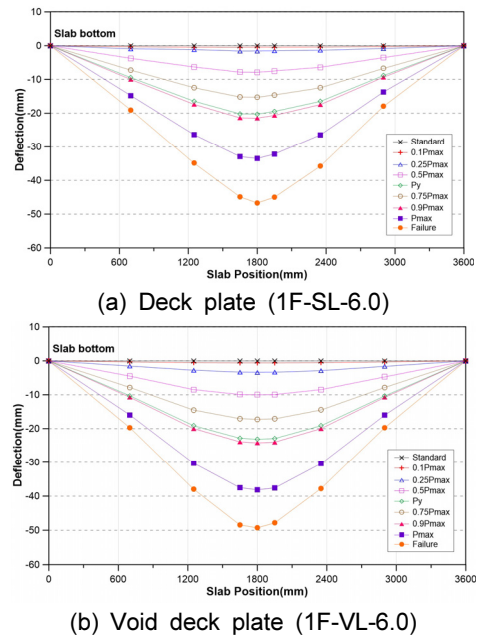 10
Slab bottom
0
-10
-20
-30
-40
-50
-60
Deflection(mm)
Standard
0.1Pmax
0.25Pmax
0.5Pmax
Py
0.75Pmax
0.9Pmax
Pmax
Failure
0 600 1200 1800 2400 3000 3600
Slab Position(mm)
(a) Deck plate (1F-SL-6.0)
10
Slab bottom
0
-10
-20
-30
-40
-50
-60
Deflection(mm)
Standard
0.1Pmax
0.25Pmax
0.5Pmax
Py
0.75Pmax
0.9Pmax
Pmax
Failure
0 600 1200 1800 2400 3000 3600
Slab Position(mm)
(b) Void deck plate (1F-VL-6.0)